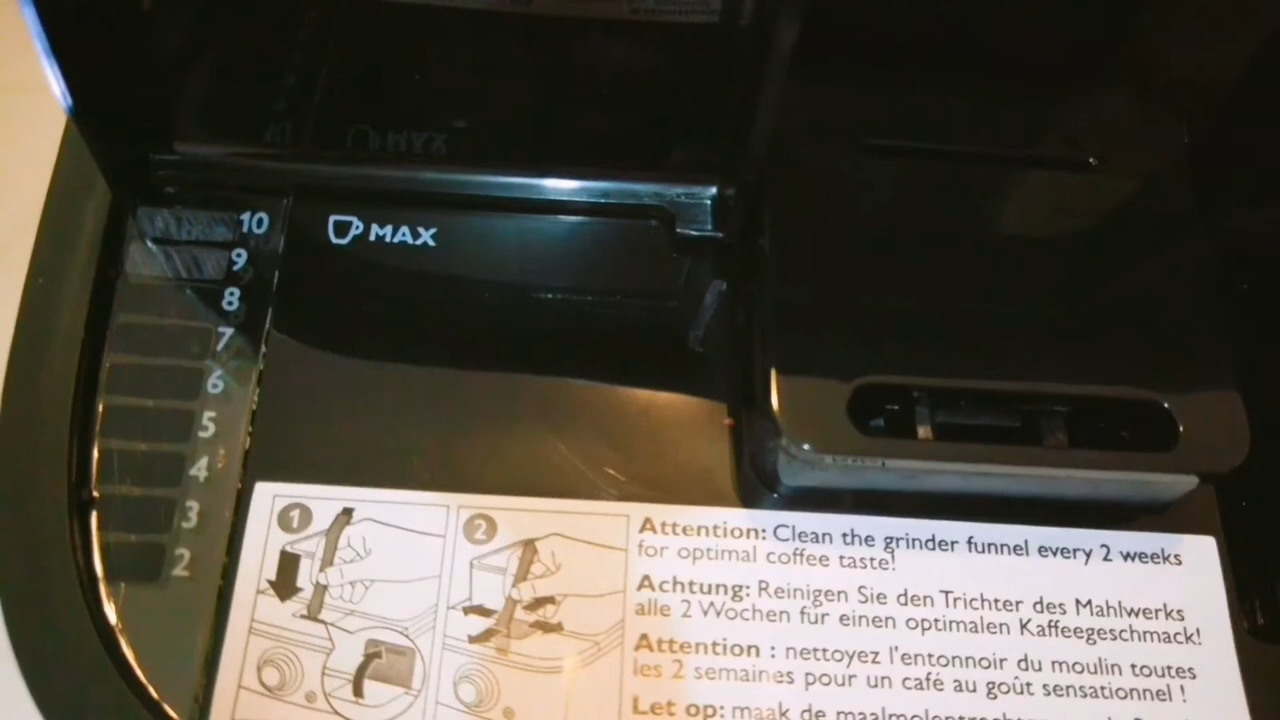 10
MAX
9
8
7
6
5
4
3
2
1
2
Attention: Clean the grinder funnel every 2 weeks
for optimal coffee taste!
Achtung: Reinigen Sie den Trichter des Mahlwerks
alle 2 Wochen für einen optimalen Kaffeegeschmack!
Attention : nettoyez l'entonnoir du moulin toutes
les 2 semaines pour un café au goût sensationnel !
Let op: maak de